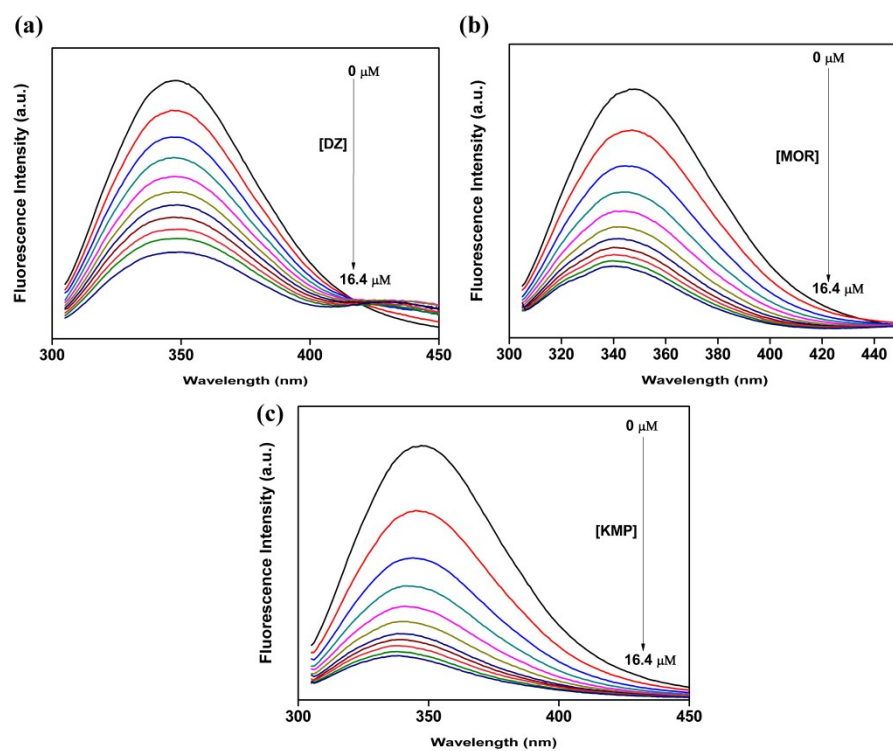 (a)
Fluorescence Intensity (a.u.)
0 μM
[DZ]
16.4 μM
300 350 400 450
Wavelength (nm)
(b)
Fluorescence Intensity (a.u.)
0 μM
[MOR]
16.4 μM
300 320 340 360 380 400 420 440
Wavelength (nm)
(c)
Fluorescence Intensity (a.u.)
0 μM
[KMP]
16.4 μM
300 350 400 450
Wavelength (nm)